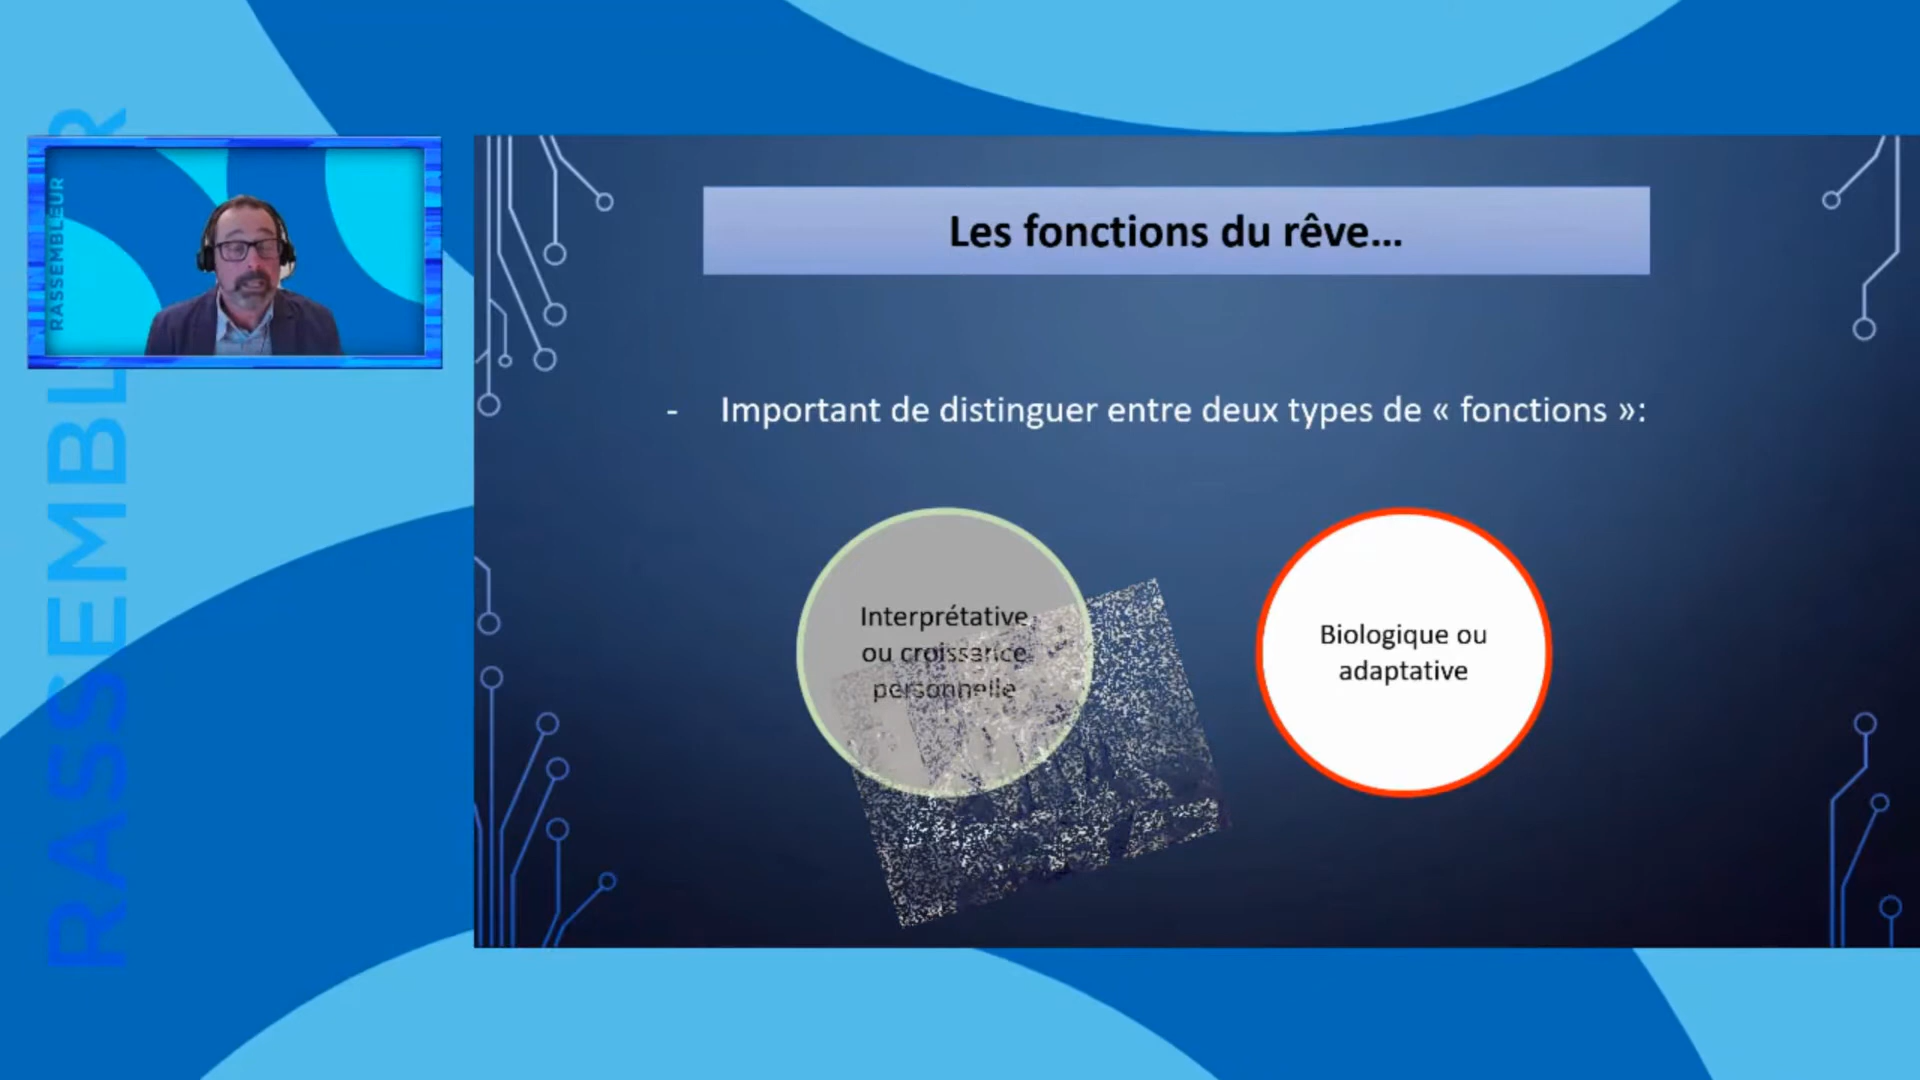 RASSEMBLEUR
RASSEMBL
R
Les fonctions du rêve...
- Important de distinguer entre deux types de « fonctions »:
Interprétative
ou croissance
personnelle
Biologique ou
adaptative